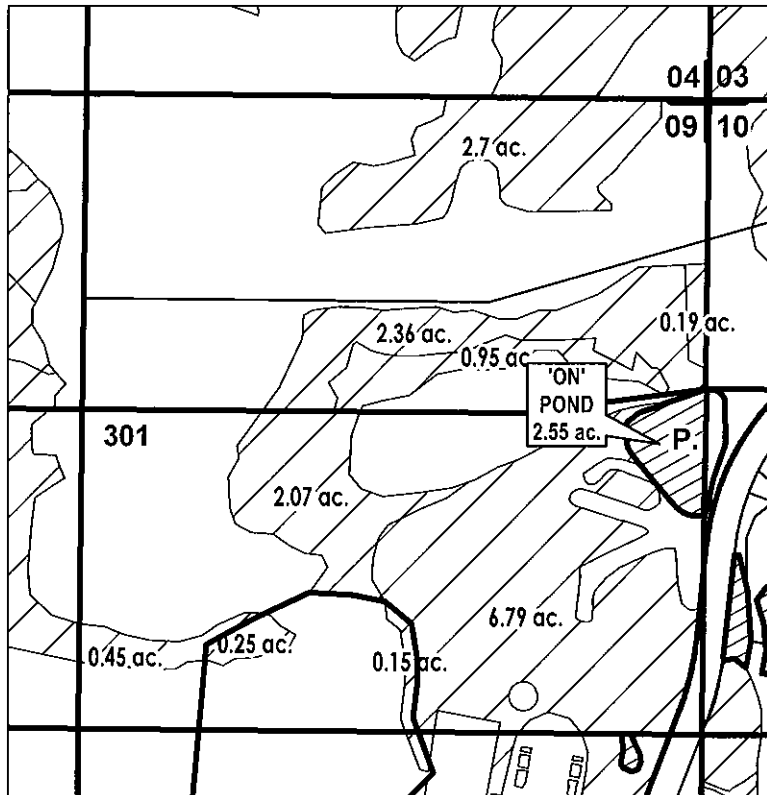 04 03
09 10
2.7 ac.
0.19 ac.
2.36 ac.
0.95 ac
'ON'
POND
2.55 ac.
P.
301
2.07 ac.
6.79 ac.
0.25 ac.
0.45 ac.
0.15 ac.